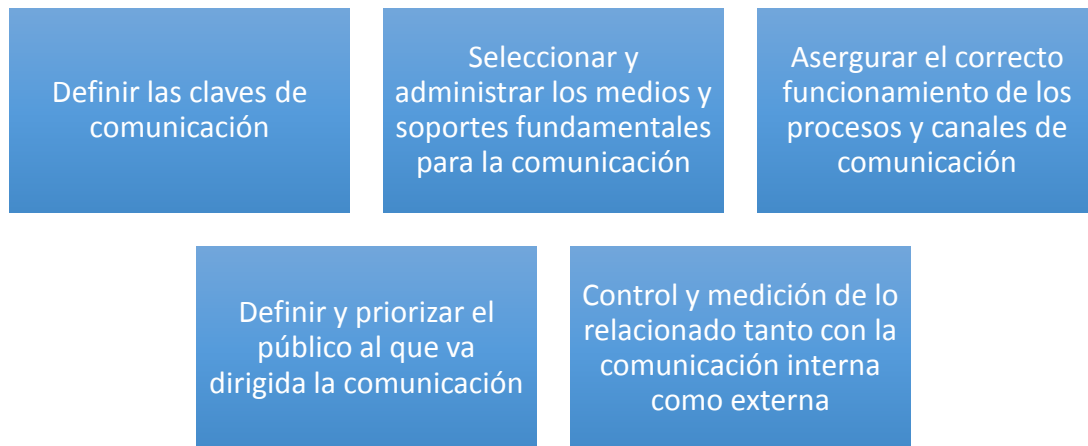 Definir las claves de
comunicación
Seleccionar y
administrar los medios y
soportes fundamentales
para la comunicación
Asergurar el correcto
funcionamiento de los
procesos y canales de
comunicación
Definir y priorizar el
público al que va
dirigida la comunicación
Control y medición de lo
relacionado tanto con la
comunicación interna
como externa